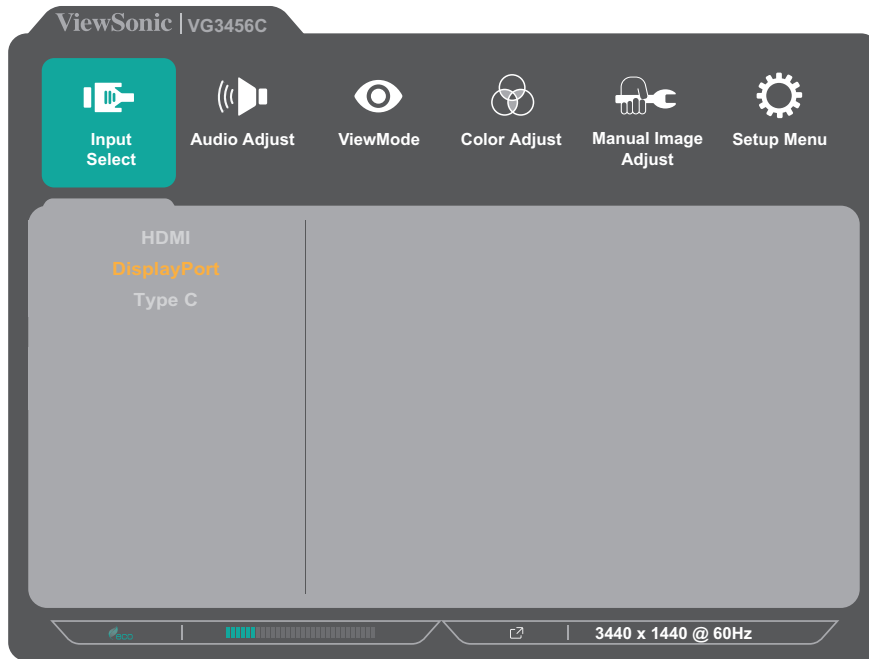 ViewSonic | VG3456C
Input Select
Audio Adjust
ViewMode
Color Adjust
Manual Image Adjust
Setup Menu
HDMI
DisplayPort
Type C
eco
3440 x 1440 @ 60Hz